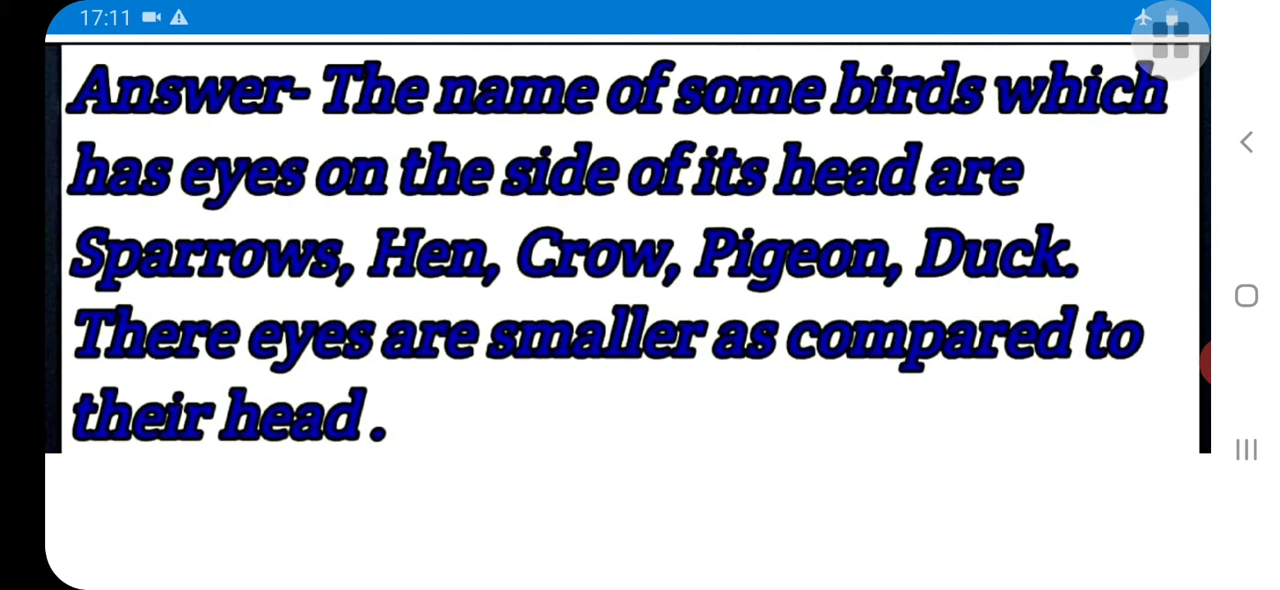 17:11
Answer- The name of some birds which
has eyes on the side of its head are
Sparrows, Hen, Crow, Pigeon, Duck.
There eyes are smaller as compared to
their head .